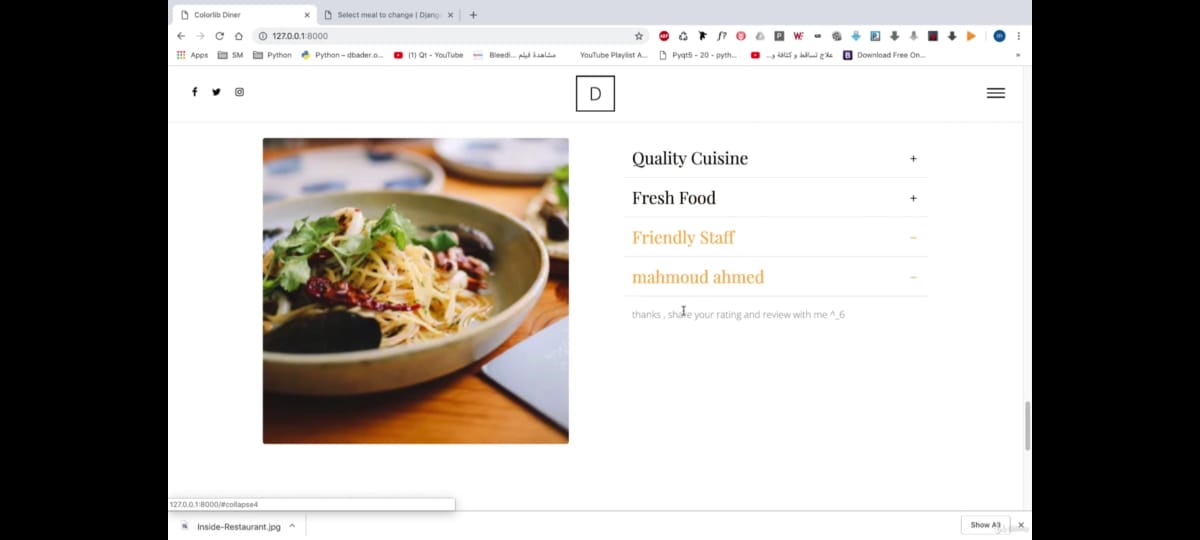 Colorlib Diner
Select meal to change | Djang
127.0.0.1:8000
Apps SM Python Python – dbader.o... (1) Qt - YouTube Bleedi... مشاهدة فيلم YouTube Playlist A... Pyqt5 - 20 - pyth... علاج تساقط و كثافة و... Download Free On...
D
Quality Cuisine +
Fresh Food +
Friendly Staff –
mahmoud ahmed –
thanks , share your rating and review with me ^_6
127.0.0.1:8000/#collapse4
Inside-Restaurant.jpg
Show All